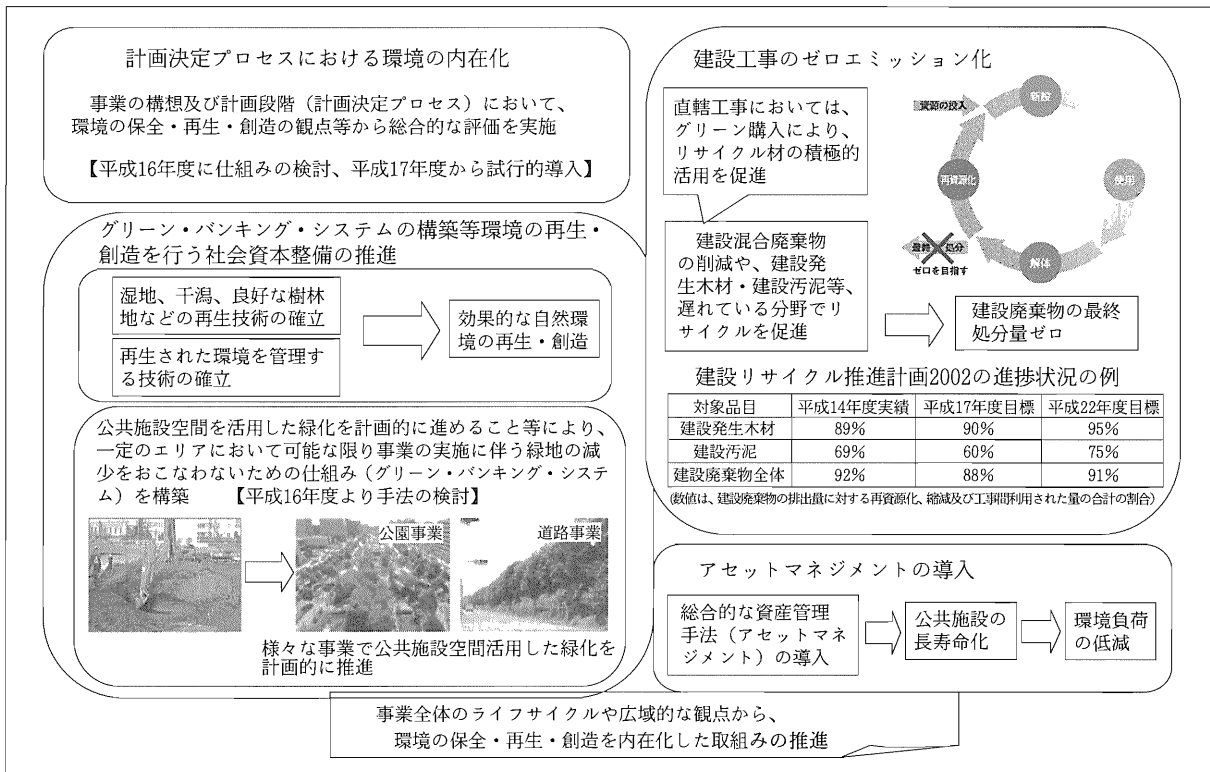 計画決定プロセスにおける環境の内在化
事業の構想及び計画段階(計画決定プロセス)において、
環境の保全・再生・創造の観点等から総合的な評価を実施
【平成16年度に仕組みの検討、平成17年度から試行的導入】
グリーン・バンキング・システムの構築等環境の再生・
創造を行う社会資本整備の推進
湿地、干潟、良好な樹林
地などの再生技術の確立
再生された環境を管理す
る技術の確立
効果的な自然環
境の再生・創造
公共施設空間を活用した緑化を計画的に進めること等により、
一定のエリアにおいて可能な限り事業の実施に伴う緑地の減
少をおこなわないための仕組み(グリーン・バンキング・システ
ム)を構築 【平成16年度より手法の検討】
公園事業
道路事業
様々な事業で公共施設空間活用した緑化を
計画的に推進
建設工事のゼロエミッション化
直轄工事においては、
グリーン購入により、
リサイクル材の積極的
活用を促進
建設混合廃棄物
の削減や、建設発
生木材・建設汚泥等、
遅れている分野でリ
サイクルを促進
資源の投入
新設
再資源化
使用
最終処分
ゼロを目指す
解体
建設廃棄物の最終
処分量ゼロ
建設リサイクル推進計画2002の進捗状況の例
対象品目 平成14年度実績 平成17年度目標 平成22年度目標
建設発生木材 89% 90% 95%
建設汚泥 69% 60% 75%
建設廃棄物全体 92% 88% 91%
(数値は、建設廃棄物の排出量に対する再資源化、縮減及び工事間利用された量の合計の割合)
アセットマネジメントの導入
総合的な資産管理
手法(アセットマネ
ジメント)の導入
公共施設の
長寿命化
環境負荷
の低減
事業全体のライフサイクルや広域的な観点から、
環境の保全・再生・創造を内在化した取組みの推進